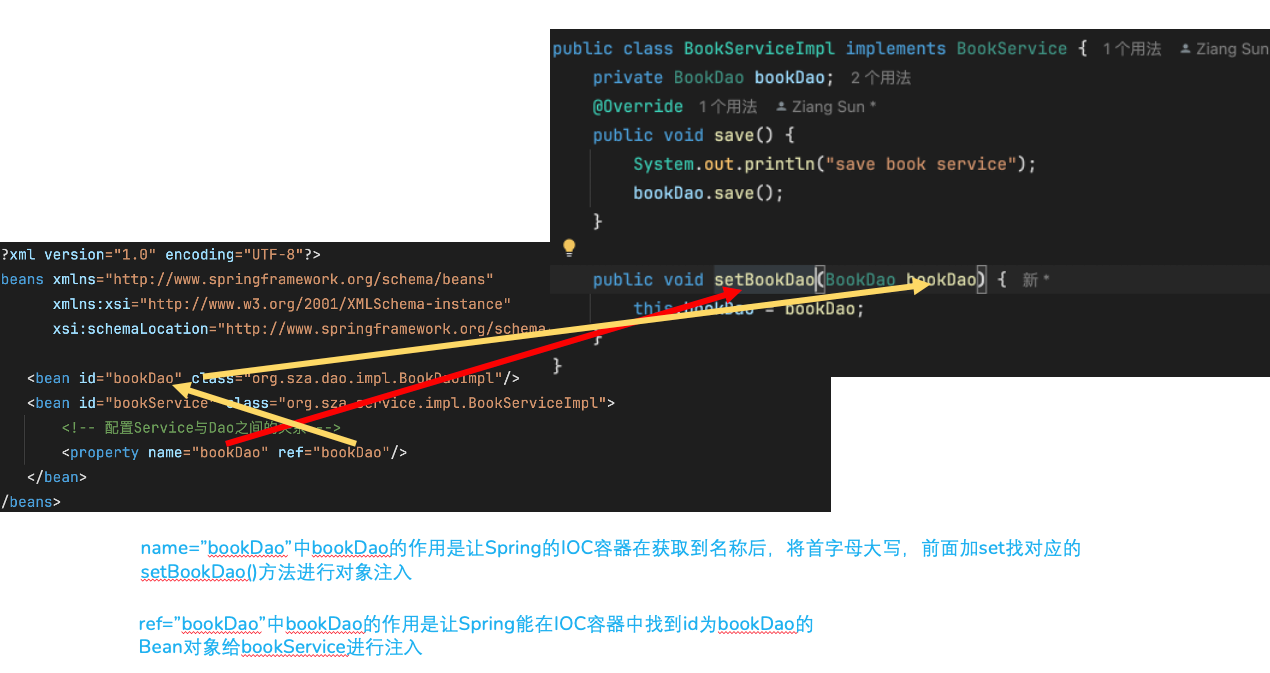 public class BookServiceImpl implements BookService { 1个用法 Ziang Sun
private BookDao bookDao; 2个用法
@Override 1个用法 Ziang Sun *
public void save() {
System.out.println("save book service");
bookDao.save();
}
public void setBookDao(BookDao bookDao) { 新 *
this.bookDao = bookDao;
}
}
?xml version="1.0" encoding="UTF-8"?>
beans xmlns="http://www.springframework.org/schema/beans"
xmlns:xsi="http://www.w3.org/2001/XMLSchema-instance"
xsi:schemaLocation="http://www.springframework.org/schema
<bean id="bookDao" class="org.sza.dao.impl.BookDaoImpl"/>
<bean id="bookService" class="org.sza.service.impl.BookServiceImpl">
<!-- 配置Service与Dao之间的关系 -->
<property name="bookDao" ref="bookDao"/>
</bean>
/beans>
name=”bookDao”中bookDao的作用是让Spring的IOC容器在获取到名称后，将首字母大写，前面加set找对应的
setBookDao()方法进行对象注入
ref=”bookDao”中bookDao的作用是让Spring能在IOC容器中找到id为bookDao的
Bean对象给bookService进行注入